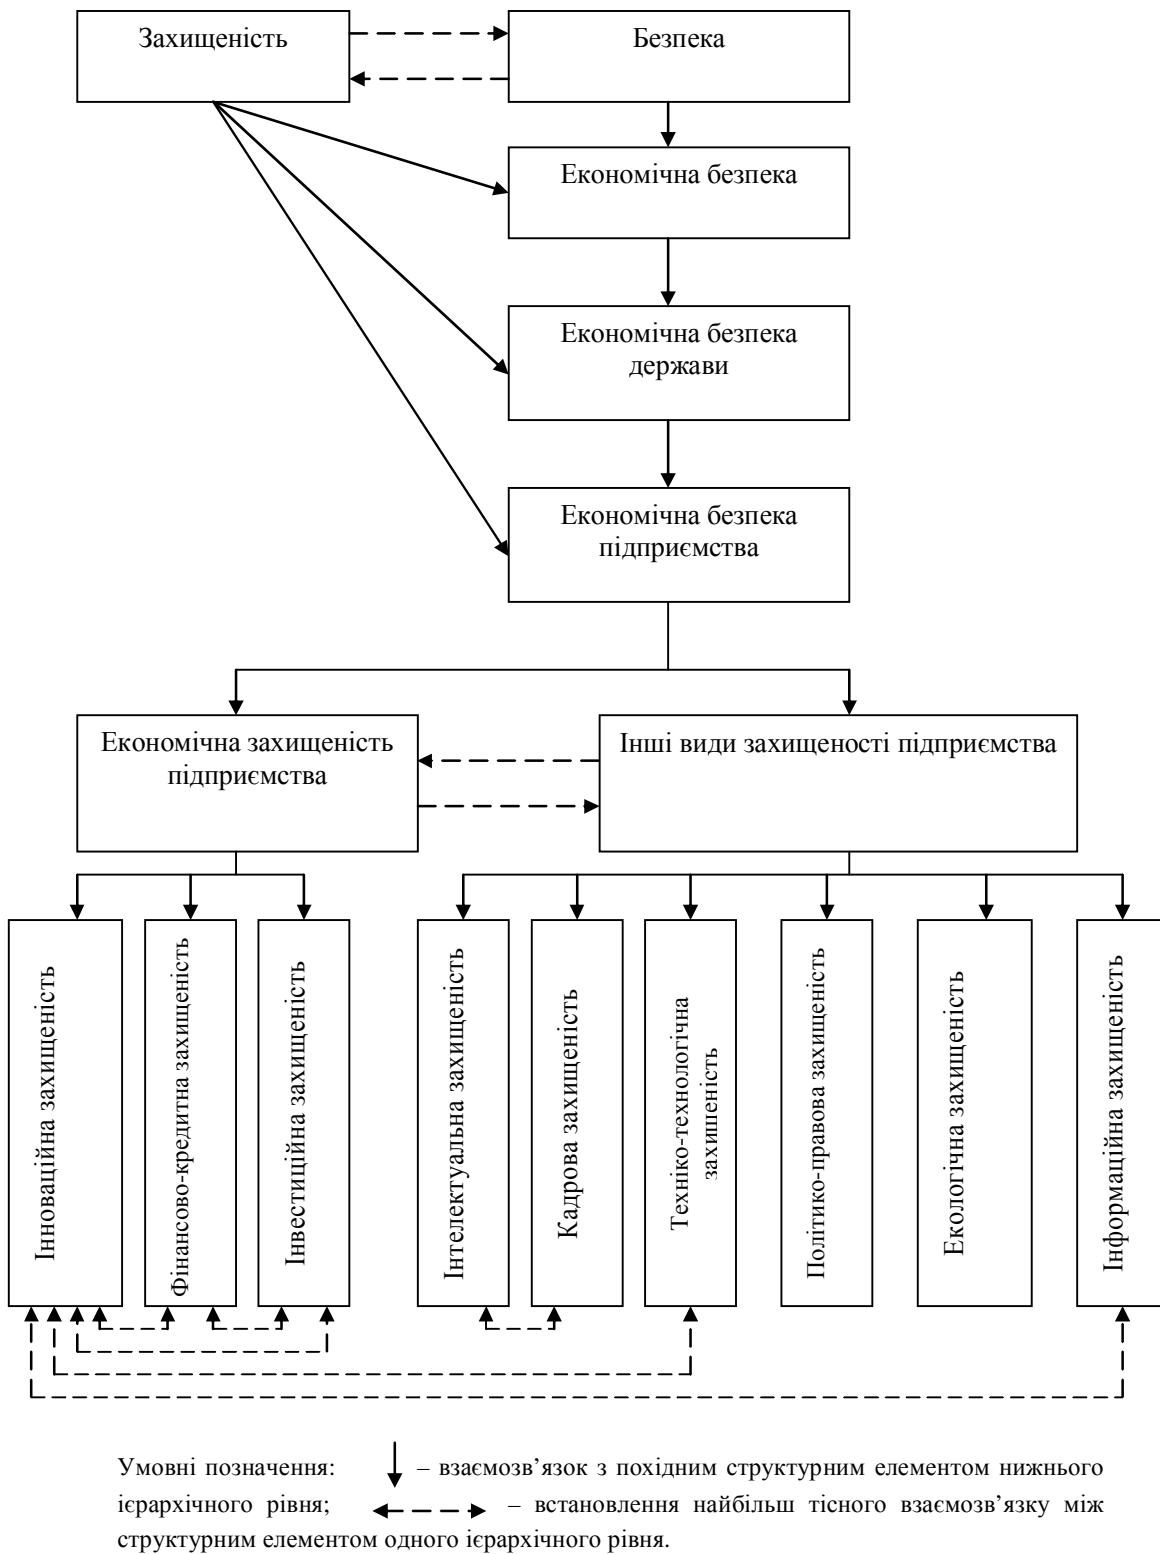 Захищеність
Безпека
Економічна безпека
Економічна безпека
держави
Економічна безпека
підприємства
Економічна захищеність
підприємства
Інші види захищеності підприємства
Інноваційна захищеність
Фінансово-кредитна захищеність
Інвестиційна захищеність
Інтелектуальна захищеність
Кадрова захищеність
Техніко-технологічна
захишеність
Політико-правова захищеність
Екологічна захищеність
Інформаційна захищеність
Умовні позначення: – взаємозв’язок з похідним структурним елементом нижнього
ієрархічного рівня; – встановлення найбільш тісного взаємозв’язку між
структурним елементом одного ієрархічного рівня.